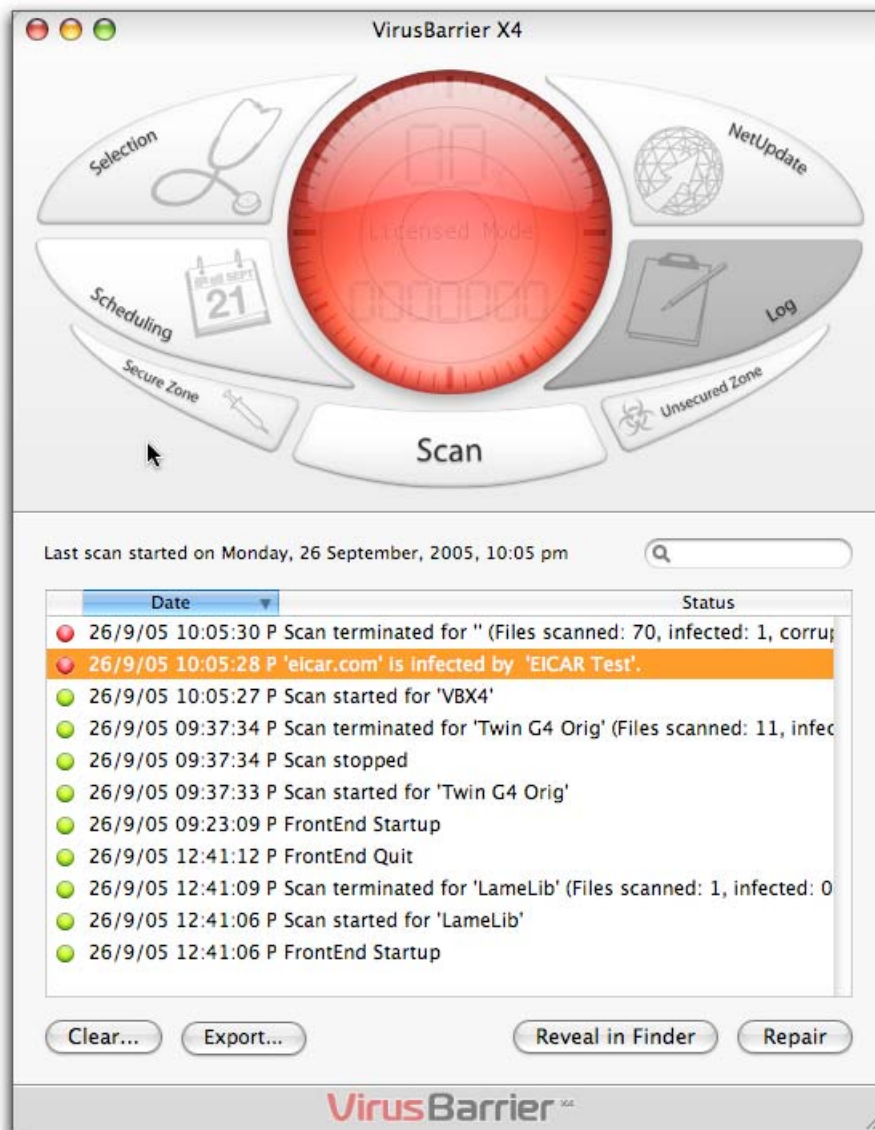 VirusBarrier X4
Selection
NetUpdate
00%
Licensed Mode
0000000
SEPT.
21
Scheduling
Log
Secure Zone
Unsecured Zone
Scan
Last scan started on Monday, 26 September, 2005, 10:05 pm
Date Status
26/9/05 10:05:30 P Scan terminated for '' (Files scanned: 70, infected: 1, corrup
26/9/05 10:05:28 P 'eicar.com' is infected by 'EICAR Test'.
26/9/05 10:05:27 P Scan started for 'VBX4'
26/9/05 09:37:34 P Scan terminated for 'Twin G4 Orig' (Files scanned: 11, infec
26/9/05 09:37:34 P Scan stopped
26/9/05 09:37:33 P Scan started for 'Twin G4 Orig'
26/9/05 09:23:09 P FrontEnd Startup
26/9/05 12:41:12 P FrontEnd Quit
26/9/05 12:41:09 P Scan terminated for 'LameLib' (Files scanned: 1, infected: 0
26/9/05 12:41:06 P Scan started for 'LameLib'
26/9/05 12:41:06 P FrontEnd Startup
Clear... Export... Reveal in Finder Repair
VirusBarrier X4